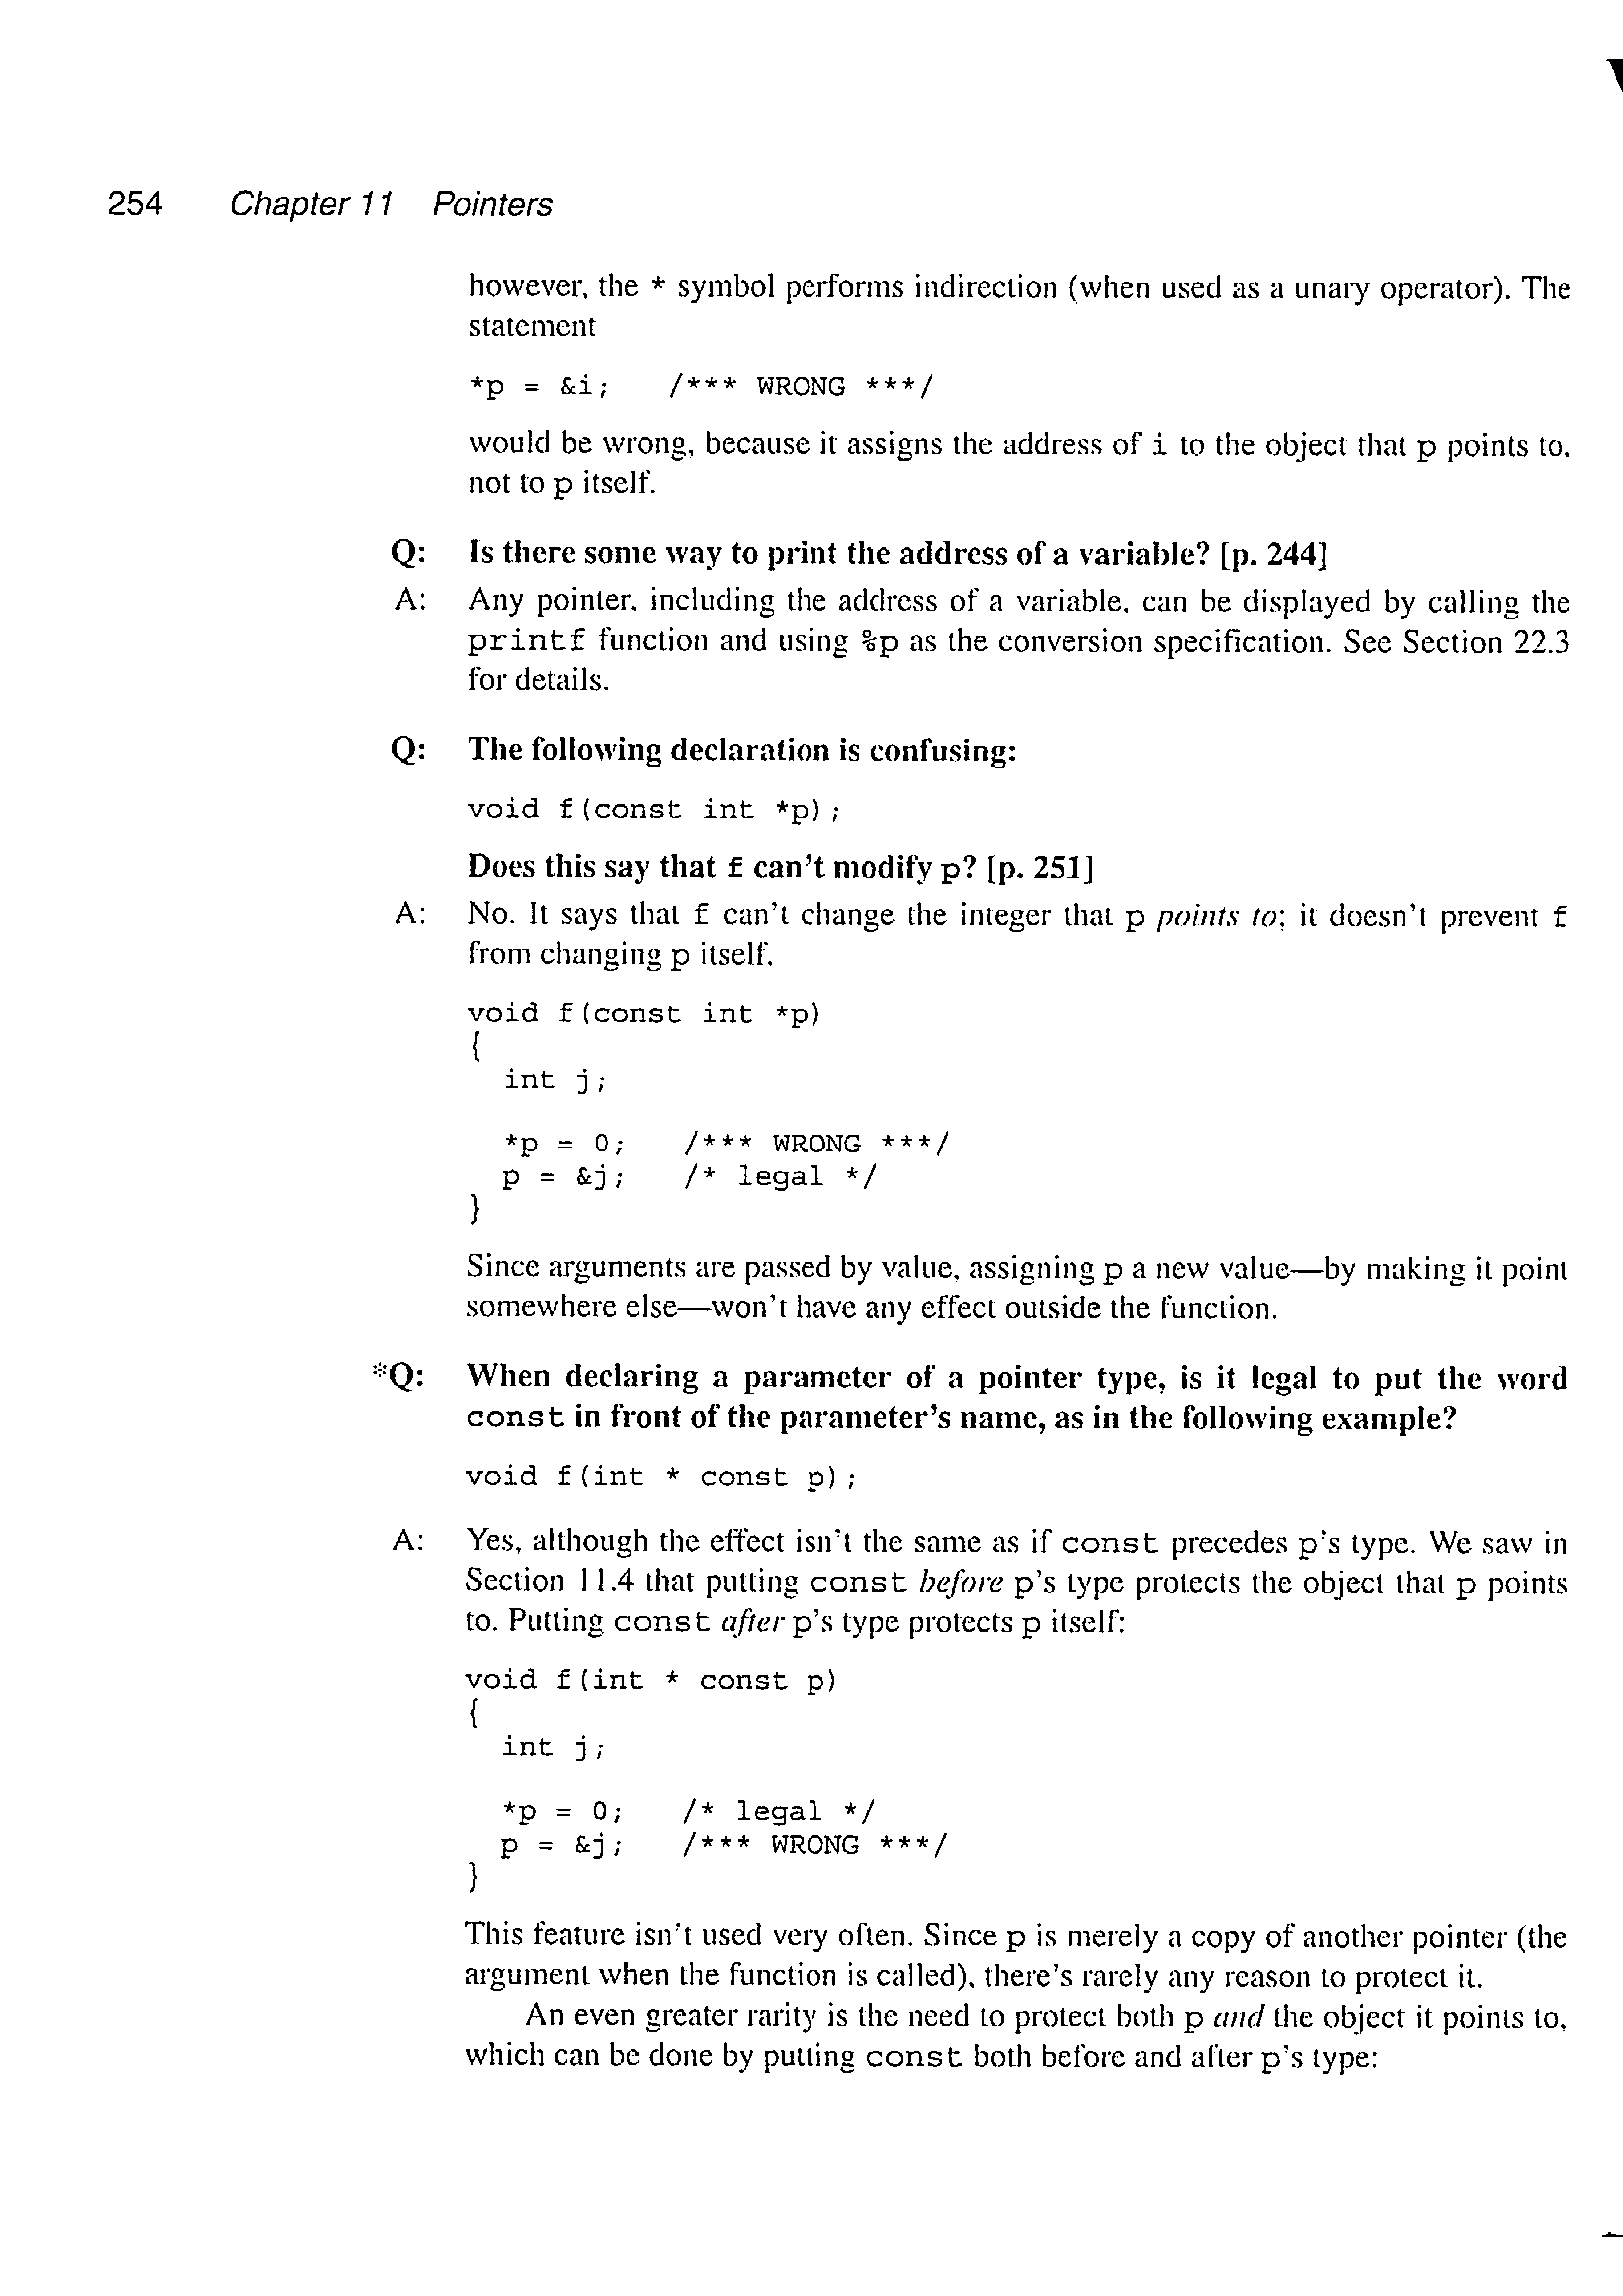 254 Chapter 11 Pointers
however, the * symbol performs indirection (when used as a unary operator). The
statement
*p = &i; /*** WRONG ***/
would be wrong, because it assigns the address of i to the object that p points to,
not to p itself.
Q: Is there some way to print the address of a variable? [p. 244]
A: Any pointer, including the address of a variable, can be displayed by calling the
printf function and using %p as the conversion specification. See Section 22.3
for details.
Q: The following declaration is confusing:
void f(const int *p);
Does this say that f can't modify p? [p. 251]
A: No. It says that f can't change the integer that p points to; it doesn't prevent f
from changing p itself.
void f(const int *p)
{
int j;
*p = 0; /*** WRONG ***/
p = &j; /* legal */
}
Since arguments are passed by value, assigning p a new value—by making it point
somewhere else—won't have any effect outside the function.
*Q: When declaring a parameter of a pointer type, is it legal to put the word
const in front of the parameter's name, as in the following example?
void f(int * const p);
A: Yes, although the effect isn't the same as if const precedes p's type. We saw in
Section 11.4 that putting const before p's type protects the object that p points
to. Putting const after p's type protects p itself:
void f(int * const p)
{
int j;
*p = 0; /* legal */
p = &j; /*** WRONG ***/
}
This feature isn't used very often. Since p is merely a copy of another pointer (the
argument when the function is called), there's rarely any reason to protect it.
An even greater rarity is the need to protect both p and the object it points to,
which can be done by putting const both before and after p's type: